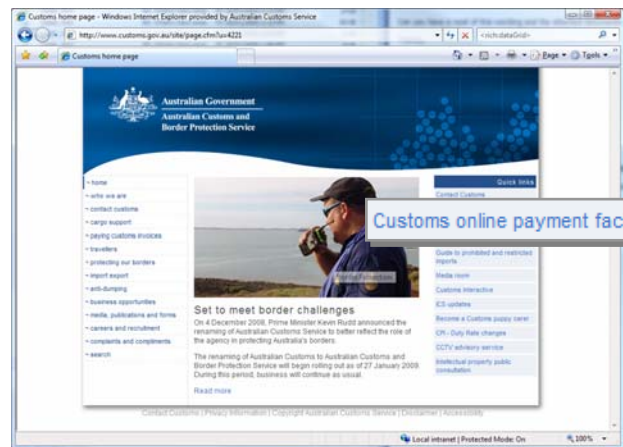 Customs home page - Windows Internet Explorer provided by Australian Customs Service
http://www.customs.gov.au/site/page.cfm?u=4221
Customs home page
Page
Tools
Australian Government
Australian Customs and
Border Protection Service
~ home
~ who we are
~ contact customs
~ cargo support
~ paying customs invoices
~ travellers
~ protecting our borders
~ import export
~ anti-dumping
~ business opportunities
~ media, publications and forms
~ careers and recruitment
~ complaints and compliments
~ search
Set to meet border challenges
On 4 December 2008, Prime Minister Kevin Rudd announced the
renaming of Australian Customs Service to better reflect the role of
the agency in protecting Australia's borders.
The renaming of Australian Customs to Australian Customs and
Border Protection Service will begin rolling out as of 27 January 2009.
During this period, business will continue as usual.
Read more
Quick links
Contact Customs
Customs online payment fac
Guide to prohibited and restricted
imports
Media room
Customs Interactive
ICS updates
Become a Customs puppy carer
CPI - Duty Rate changes
CCTV advisory service
Intellectual property public
consultation
Contact Customs | Privacy Information | Copyright Australian Customs Service | Disclaimer | Accessibility
Local intranet | Protected Mode: On
100%